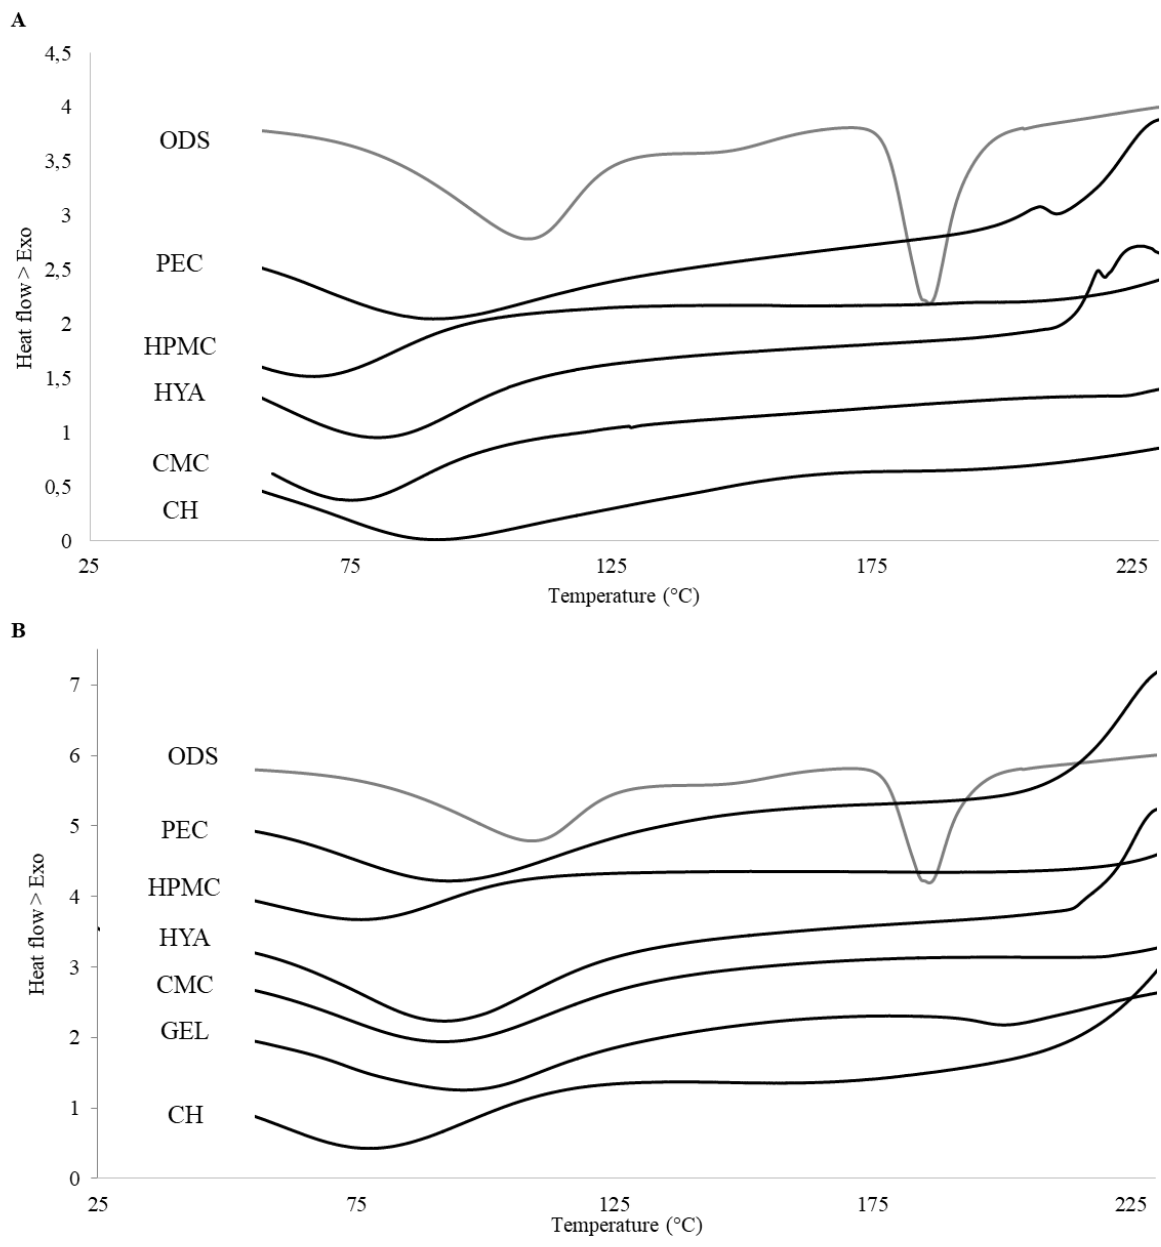 A
4,5
4
3,5
3
2,5
2
1,5
1
0,5
0
Heat flow > Exo
ODS
PEC
HPMC
HYA
CMC
CH
25 75 125 175 225
Temperature (°C)
B
7
6
5
4
3
2
1
0
Heat flow > Exo
ODS
PEC
HPMC
HYA
CMC
GEL
CH
25 75 125 175 225
Temperature (°C)